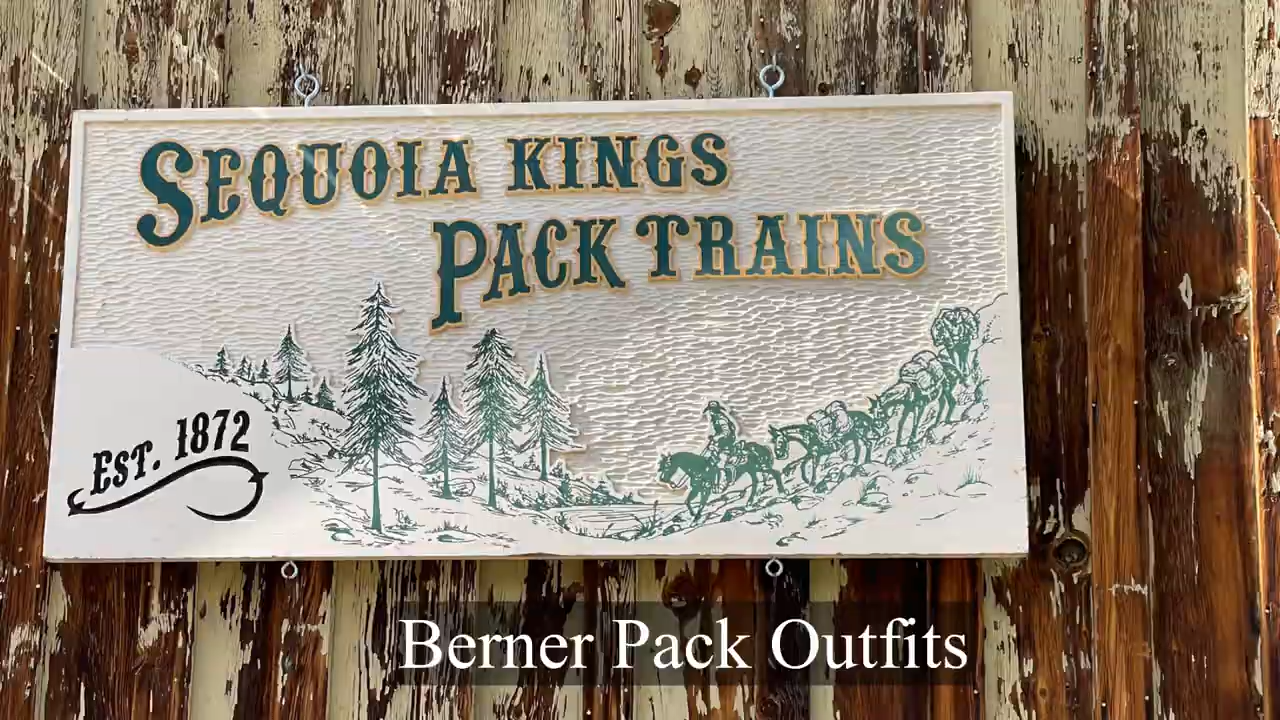 SEQUOIA KINGS
PACK TRAINS
EST. 1872
Berner Pack Outfits